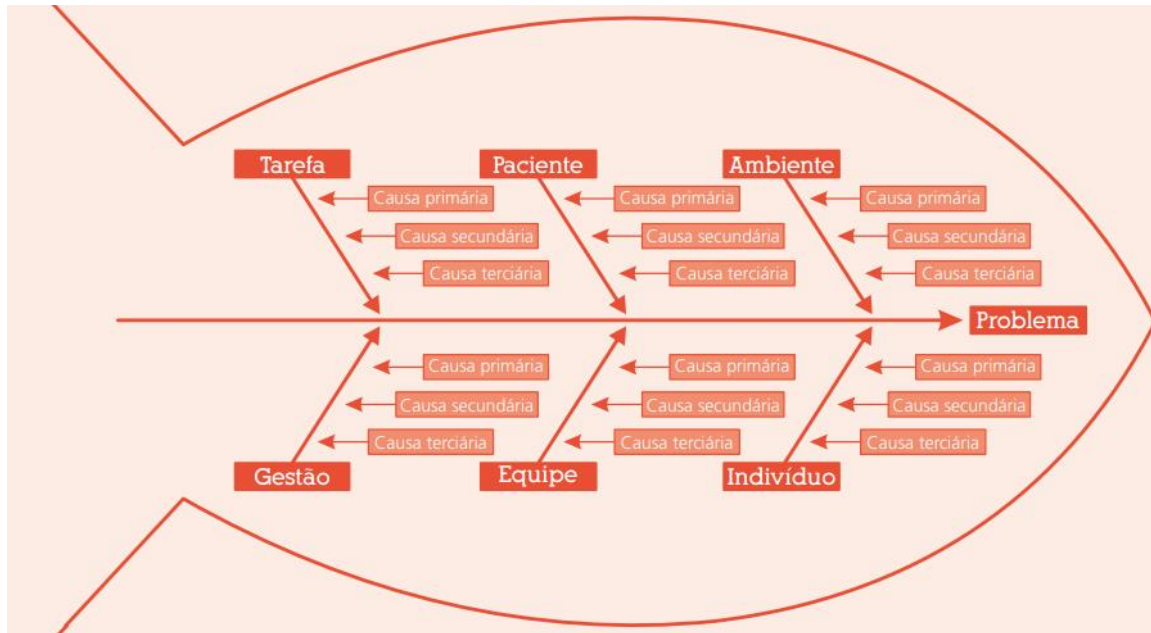 Tarefa
Paciente
Ambiente
Causa primária
Causa primária
Causa primária
Causa secundária
Causa secundária
Causa secundária
Causa terciária
Causa terciária
Causa terciária
Problema
Causa primária
Causa primária
Causa primária
Causa secundária
Causa secundária
Causa secundária
Causa terciária
Causa terciária
Causa terciária
Gestão
Equipe
Indivíduo